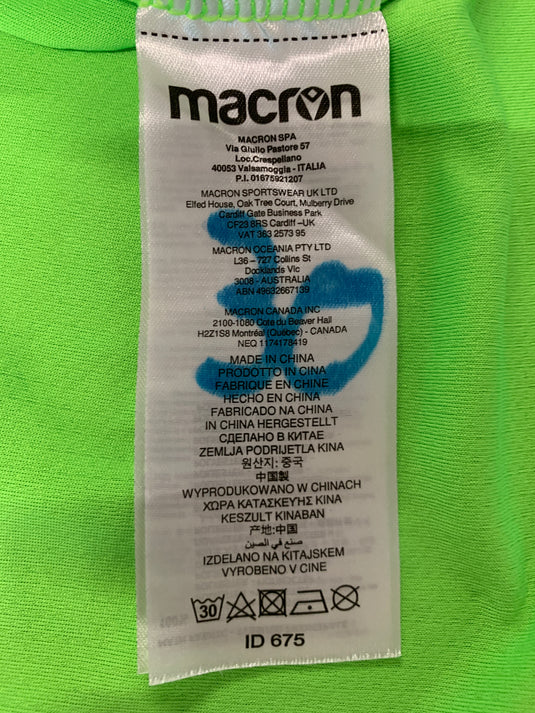 macron
MACRON SPA
Via Giulio Pastore 57
Loc.Crespellano
40053 Valsamoggia - ITALIA
P.I. 01675921207
MACRON SPORTSWEAR UK LTD
Elfed House, Oak Tree Court, Mulberry Drive
Cardiff Gate Business Park
CF23 8RS Cardiff –UK
VAT 363 2573 95
MACRON OCEANIA PTY LTD
L36 – 727 Collins St
Docklands Vic
3008 - AUSTRALIA
ABN 49632667139
MACRON CANADA INC
2100-1080 Cote du Beaver Hall
H2Z1S8 Montréal (Québec) - CANADA
NEQ 1174178419
MADE IN CHINA
PRODOTTO IN CINA
FABRIQUE EN CHINE
HECHO EN CHINA
FABRICADO NA CHINA
IN CHINA HERGESTELLT
СДЕЛАНО В КИТАЕ
ZEMLJA PODRIJETLA KINA
원산지: 중국
中国製
WYPRODUKOWANO W CHINACH
ΧΩΡΑ ΚΑΤΑΣΚΕΥΗΣ ΚΙΝΑ
KESZULT KINABAN
产地:中国
صنع في الصين
IZDELANO NA KITAJSKEM
VYROBENO V CINE
30
ID 675